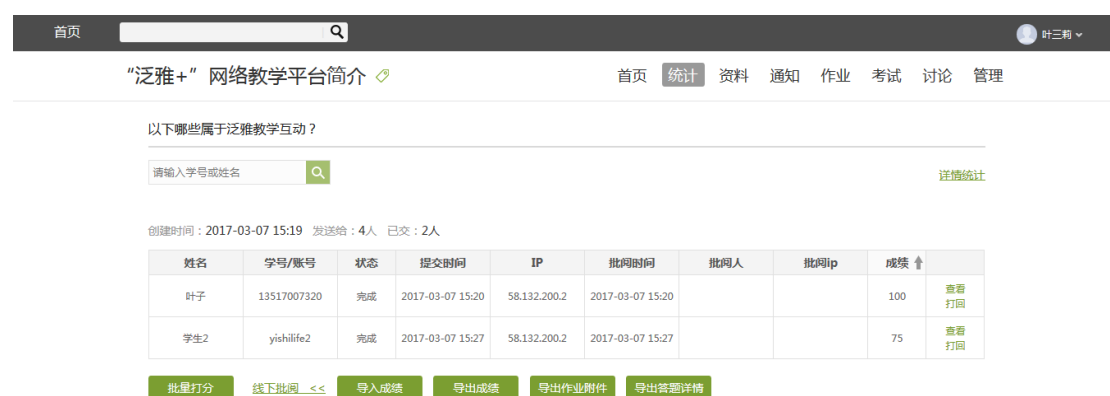 首页 叶三莉
“泛雅+”网络教学平台简介 首页 统计 资料 通知 作业 考试 讨论 管理
以下哪些属于泛雅教学互动？
请输入学号或姓名 详情统计
创建时间：2017-03-07 15:19 发送给：4人 已交：2人
姓名 学号/账号 状态 提交时间 IP 批阅时间 批阅人 批阅ip 成绩
叶子 13517007320 完成 2017-03-07 15:20 58.132.200.2 2017-03-07 15:20 100 查看
打回
学生2 yishilife2 完成 2017-03-07 15:27 58.132.200.2 2017-03-07 15:27 75 查看
打回
批量打分 线下批阅 << 导入成绩 导出成绩 导出作业附件 导出答题详情